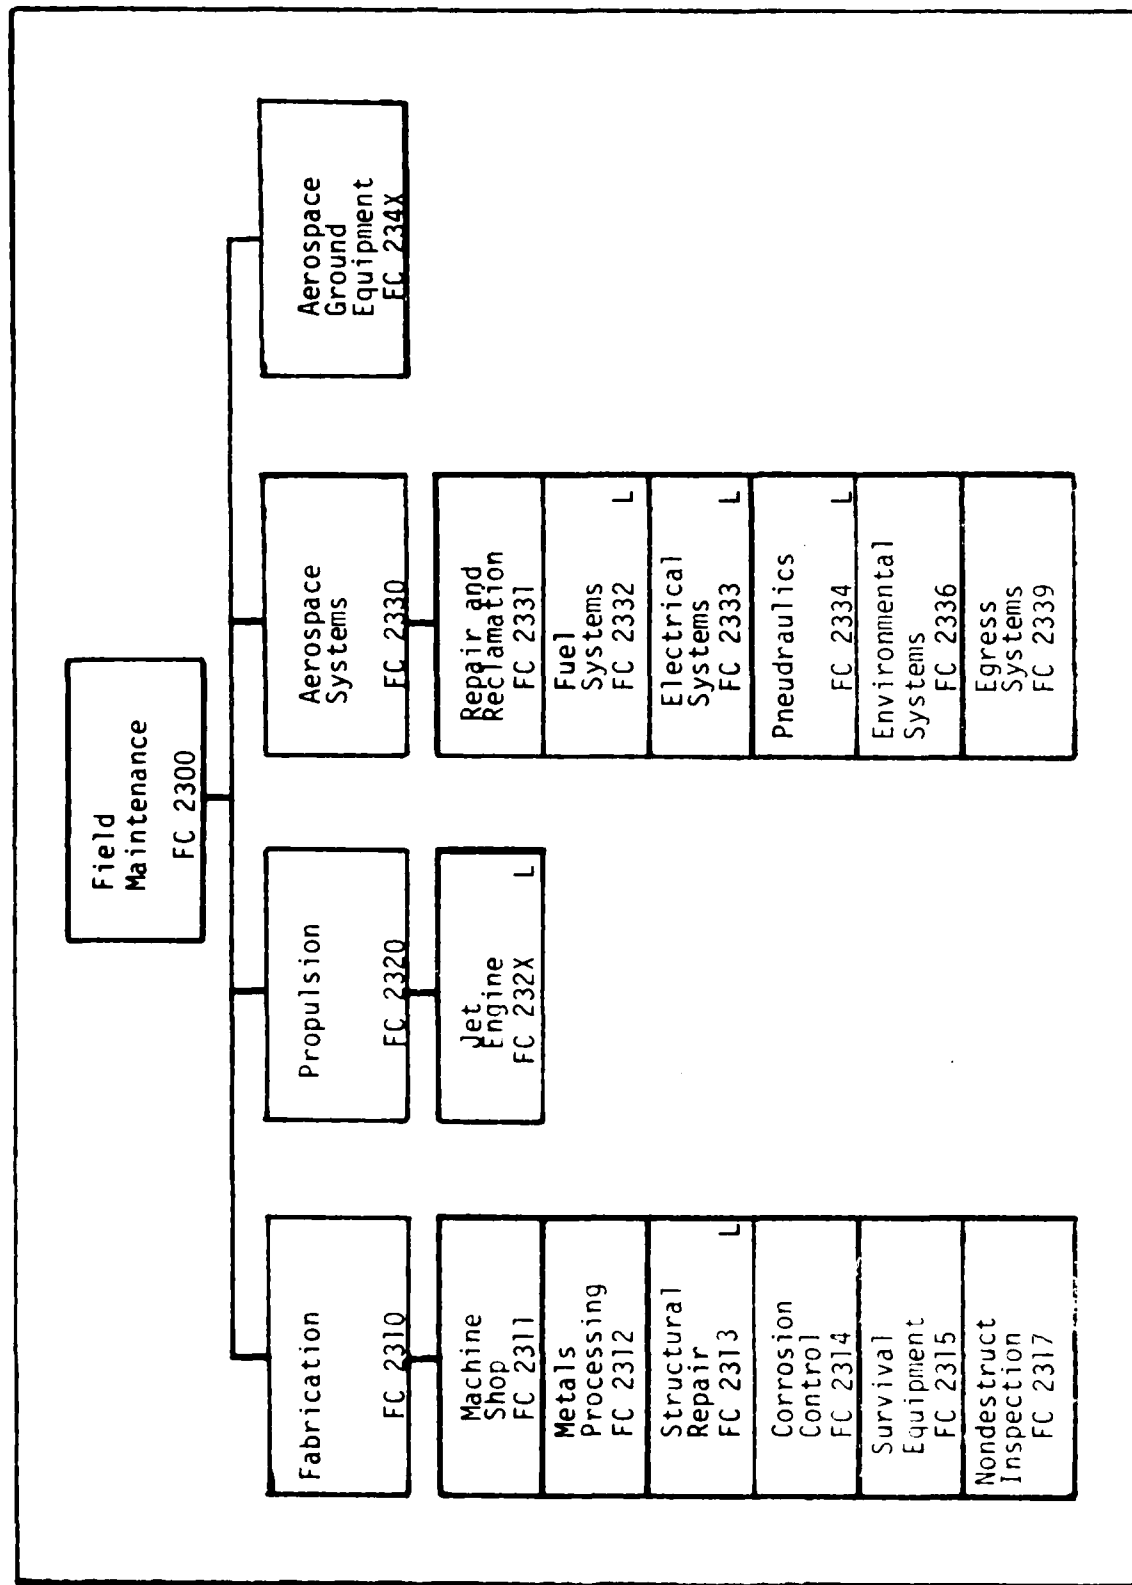 Field
Maintenance
FC 2300
Fabrication
FC 2310
Propulsion
FC 2320
Aerospace
Systems
FC 2330
Aerospace
Ground
Equipment
FC 234X
Machine
Shop
FC 2311
Metals
Processing
FC 2312
Structural
Repair
FC 2313 L
Corrosion
Control
FC 2314
Survival
Equipment
FC 2315
Nondestruct
Inspection
FC 2317
Jet
Engine
FC 232X L
Repair and
Reclamation
FC 2331
Fuel
Systems
FC 2332 L
Electrical
Systems
FC 2333 L
Pneudraulics
FC 2334 L
Environmental
Systems
FC 2336
Egress
Systems
FC 2339